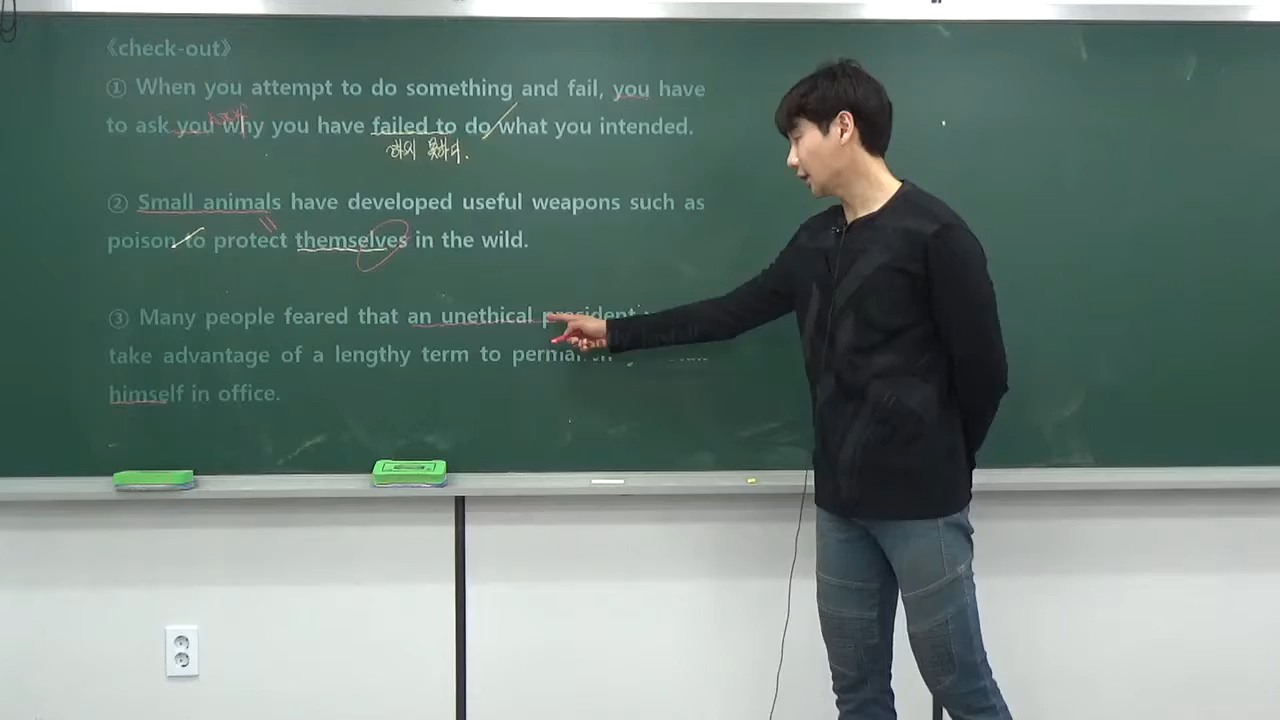 《check-out》
① When you attempt to do something and fail, you have
to ask you why you have failed to do what you intended.
self
하지 못하다.
② Small animals have developed useful weapons such as
poison to protect themselves in the wild.
③ Many people feared that an unethical president
take advantage of a lengthy term to
himself in office.